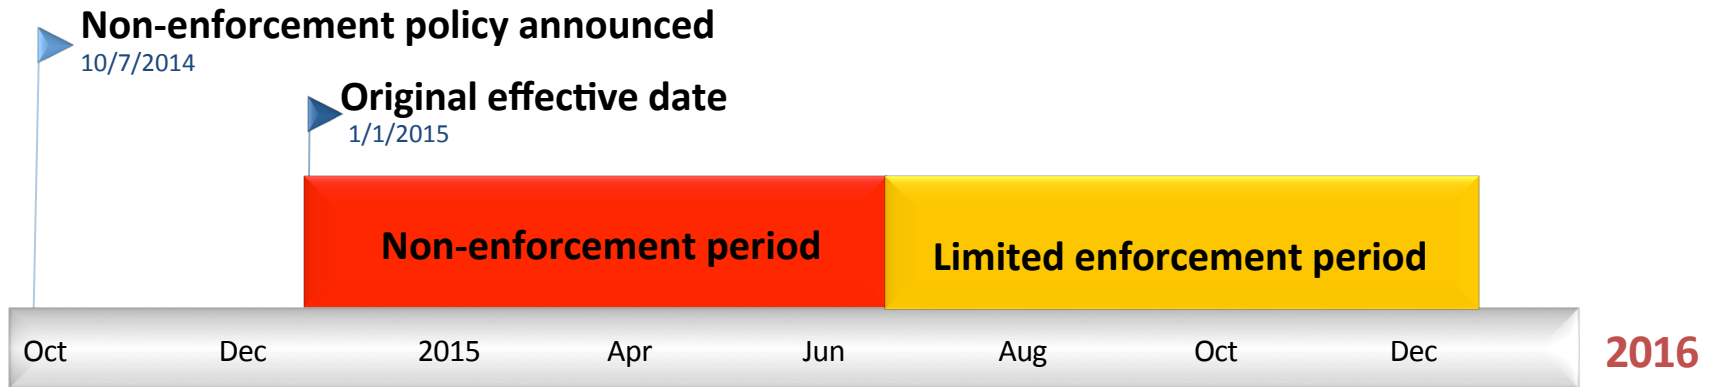 Non-enforcement policy announced
10/7/2014
Original effective date
1/1/2015
Non-enforcement period
Limited enforcement period
Oct Dec 2015 Apr Jun Aug Oct Dec 2016